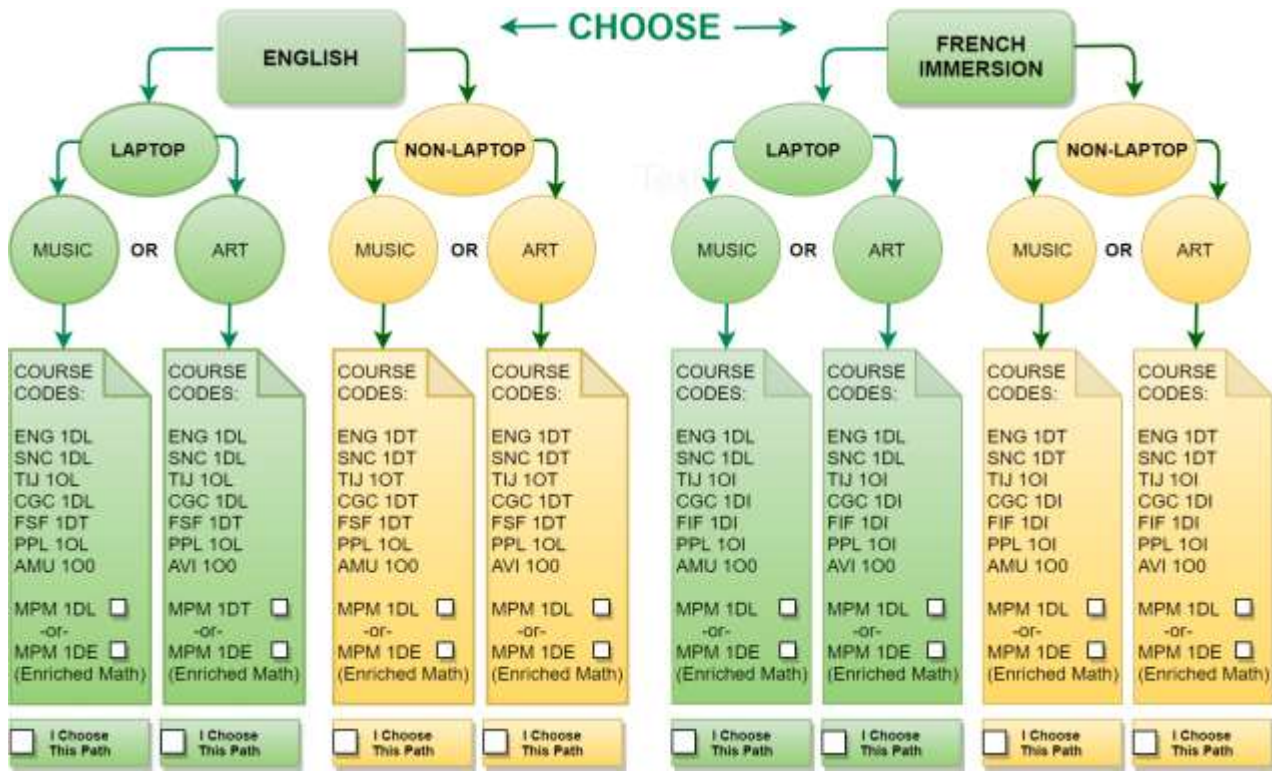 CHOOSE
ENGLISH
FRENCH
IMMERSION
LAPTOP
NON-LAPTOP
LAPTOP
NON-LAPTOP
MUSIC OR ART
MUSIC OR ART
MUSIC OR ART
MUSIC OR ART
COURSE
CODES:
ENG 1DL
SNC 1DL
TIJ 1OL
CGC 1DL
FSF 1DT
PPL 1OL
AMU 1O0
MPM 1DL
-or-
MPM 1DE
(Enriched Math)
I Choose
This Path
COURSE
CODES:
ENG 1DL
SNC 1DL
TIJ 1OL
CGC 1DL
FSF 1DT
PPL 1OL
AVI 1O0
MPM 1DT
-or-
MPM 1DE
(Enriched Math)
I Choose
This Path
COURSE
CODES:
ENG 1DT
SNC 1DT
TIJ 1OT
CGC 1DT
FSF 1DT
PPL 1OL
AMU 1O0
MPM 1DL
-or-
MPM 1DE
(Enriched Math)
I Choose
This Path
COURSE
CODES:
ENG 1DT
SNC 1DT
TIJ 1OT
CGC 1DT
FSF 1DT
PPL 1OL
AVI 1O0
MPM 1DL
-or-
MPM 1DE
(Enriched Math)
I Choose
This Path
COURSE
CODES:
ENG 1DL
SNC 1DL
TIJ 1OI
CGC 1DI
FIF 1DI
PPL 1OI
AMU 1O0
MPM 1DL
-or-
MPM 1DE
(Enriched Math)
I Choose
This Path
COURSE
CODES:
ENG 1DL
SNC 1DL
TIJ 1OI
CGC 1DI
FIF 1DI
PPL 1OI
AVI 1O0
MPM 1DL
-or-
MPM 1DE
(Enriched Math)
I Choose
This Path
COURSE
CODES:
ENG 1DT
SNC 1DT
TIJ 1OI
CGC 1DI
FIF 1DI
PPL 1OI
AMU 1O0
MPM 1DL
-or-
MPM 1DE
(Enriched Math)
I Choose
This Path
COURSE
CODES:
ENG 1DT
SNC 1DT
TIJ 1OI
CGC 1DI
FIF 1DI
PPL 1OI
AVI 1O0
MPM 1DL
-or-
MPM 1DE
(Enriched Math)
I Choose
This Path